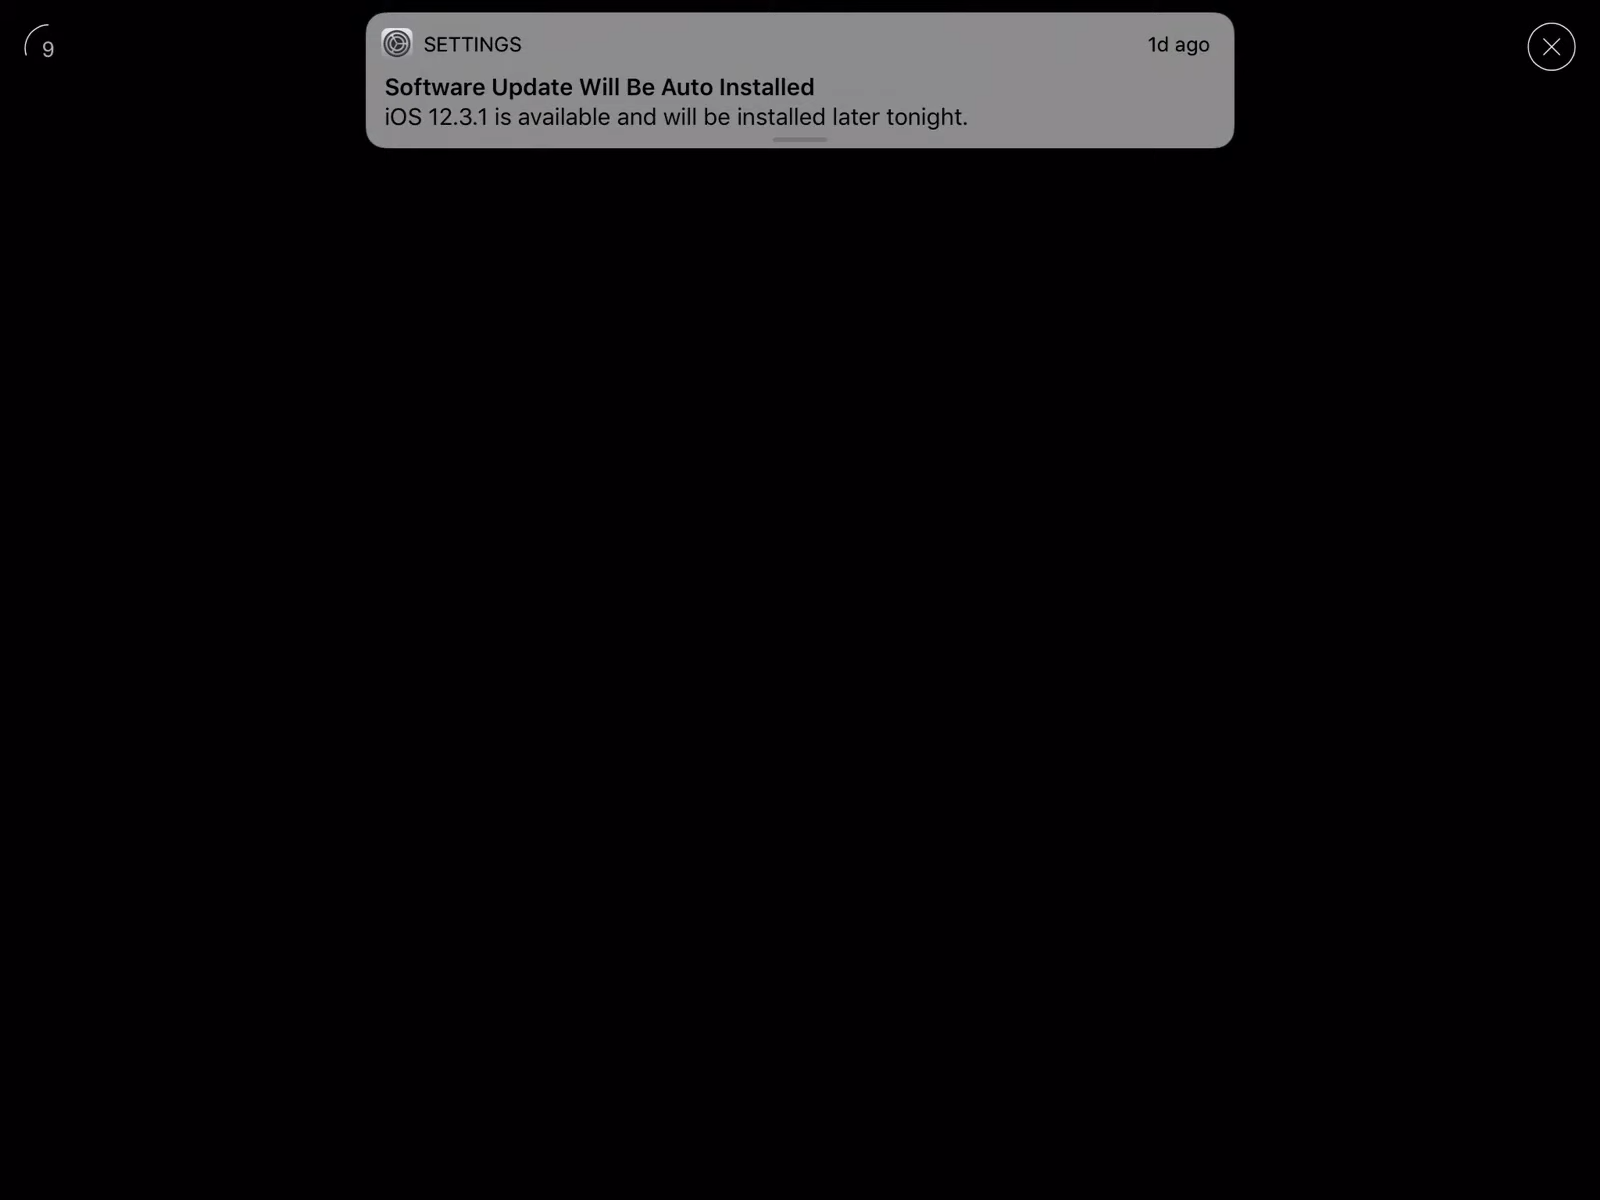 9
SETTINGS 1d ago
Software Update Will Be Auto Installed
iOS 12.3.1 is available and will be installed later tonight.